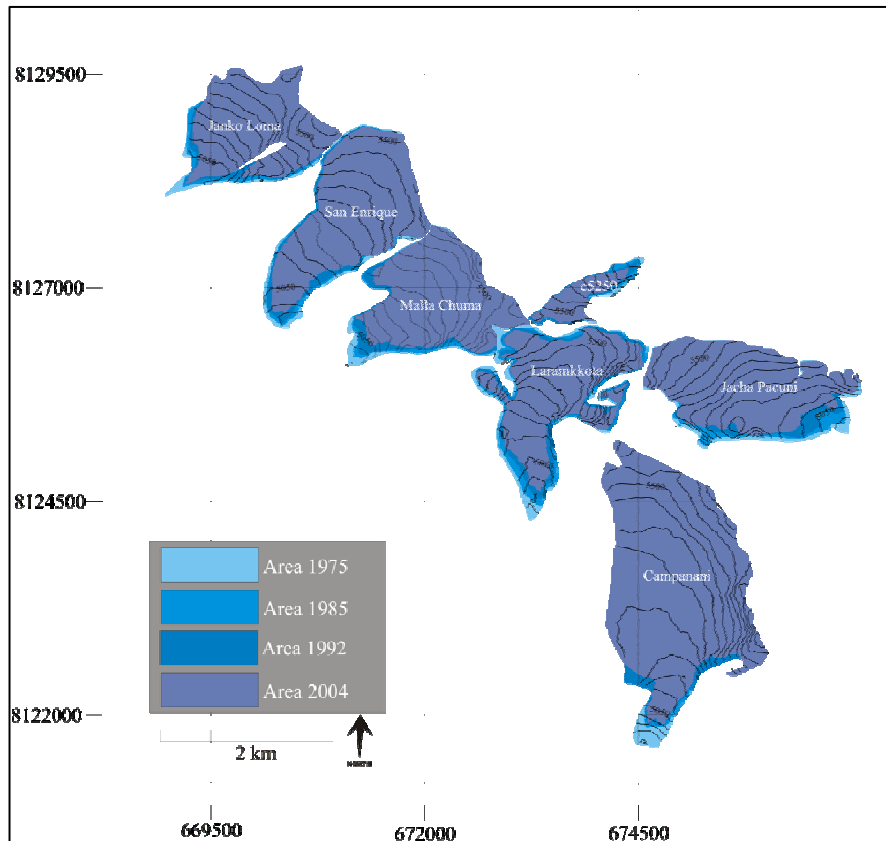 8129500
Janko Loma
San Enrique
8127000
c5250
Malla Chuma
Laramkkota
Jacha Pacuni
8124500
Campanani
Area 1975
Area 1985
Area 1992
Area 2004
8122000
2 km
669500
672000
674500